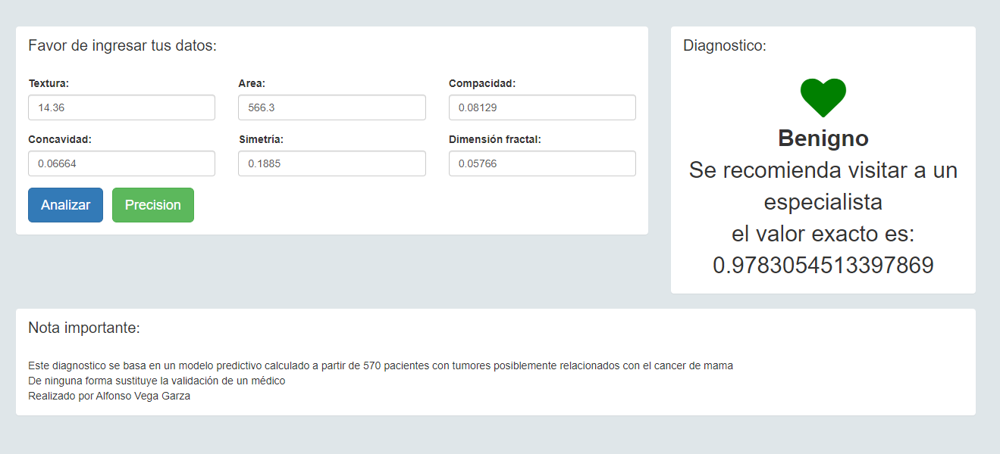 Favor de ingresar tus datos:
Textura:
Area:
Compacidad:
14.36
566.3
0.08129
Concavidad:
Simetría:
Dimensión fractal:
0.06664
0.1885
0.05766
Analizar
Precision
Diagnostico:
Benigno
Se recomienda visitar a un
especialista
el valor exacto es:
0.9783054513397869
Nota importante:
Este diagnostico se basa en un modelo predictivo calculado a partir de 570 pacientes con tumores posiblemente relacionados con el cancer de mama
De ninguna forma sustituye la validación de un médico
Realizado por Alfonso Vega Garza